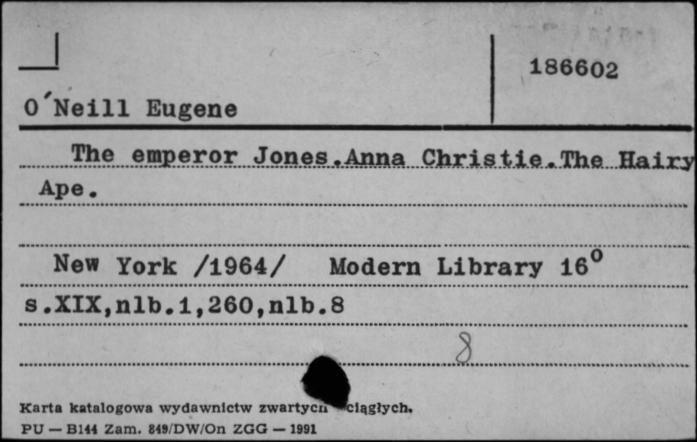 186602
O'Neill Eugene
The emperor Jones.Anna Christie.The Hairy
Ape.
New York /1964/ Modern Library 16°
s.XIX,nlb.1,260,nlb.8
8
Karta katalogowa wydawnictw zwartych ciągłych.
PU — B144 Zam. 849/DW/On ZGG — 1991